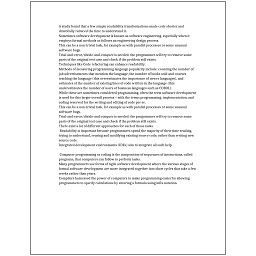 A study found that a few simple readability transformations made code shorter and
drastically reduced the time to understand it.
Sometimes software development is known as software engineering, especially when it
employs formal methods or follows an engineering design process.
This can be a non-trivial task, for example as with parallel processes or some unusual
software bugs.
Trial-and-error/divide-and-conquer is needed: the programmer will try to remove some
parts of the original test case and check if the problem still exists.
Techniques like Code refactoring can enhance readability.
Methods of measuring programming language popularity include: counting the number of
job advertisements that mention the language, the number of books sold and courses
teaching the language (this overestimates the importance of newer languages), and
estimates of the number of existing lines of code written in the language (this
underestimates the number of users of business languages such as COBOL).
While these are sometimes considered programming, often the term software development
is used for this larger overall process – with the terms programming, implementation, and
coding reserved for the writing and editing of code per se.
This can be a non-trivial task, for example as with parallel processes or some unusual
software bugs.
Trial-and-error/divide-and-conquer is needed: the programmer will try to remove some
parts of the original test case and check if the problem still exists.
There exist a lot of different approaches for each of those tasks.
Readability is important because programmers spend the majority of their time reading,
trying to understand, reusing and modifying existing source code, rather than writing new
source code.
Integrated development environments (IDEs) aim to integrate all such help.
Computer programming or coding is the composition of sequences of instructions, called
programs, that computers can follow to perform tasks.
Many programmers use forms of Agile software development where the various stages of
formal software development are more integrated together into short cycles that take a few
weeks rather than years.
Compilers harnessed the power of computers to make programming easier by allowing
programmers to specify calculations by entering a formula using infix notation.